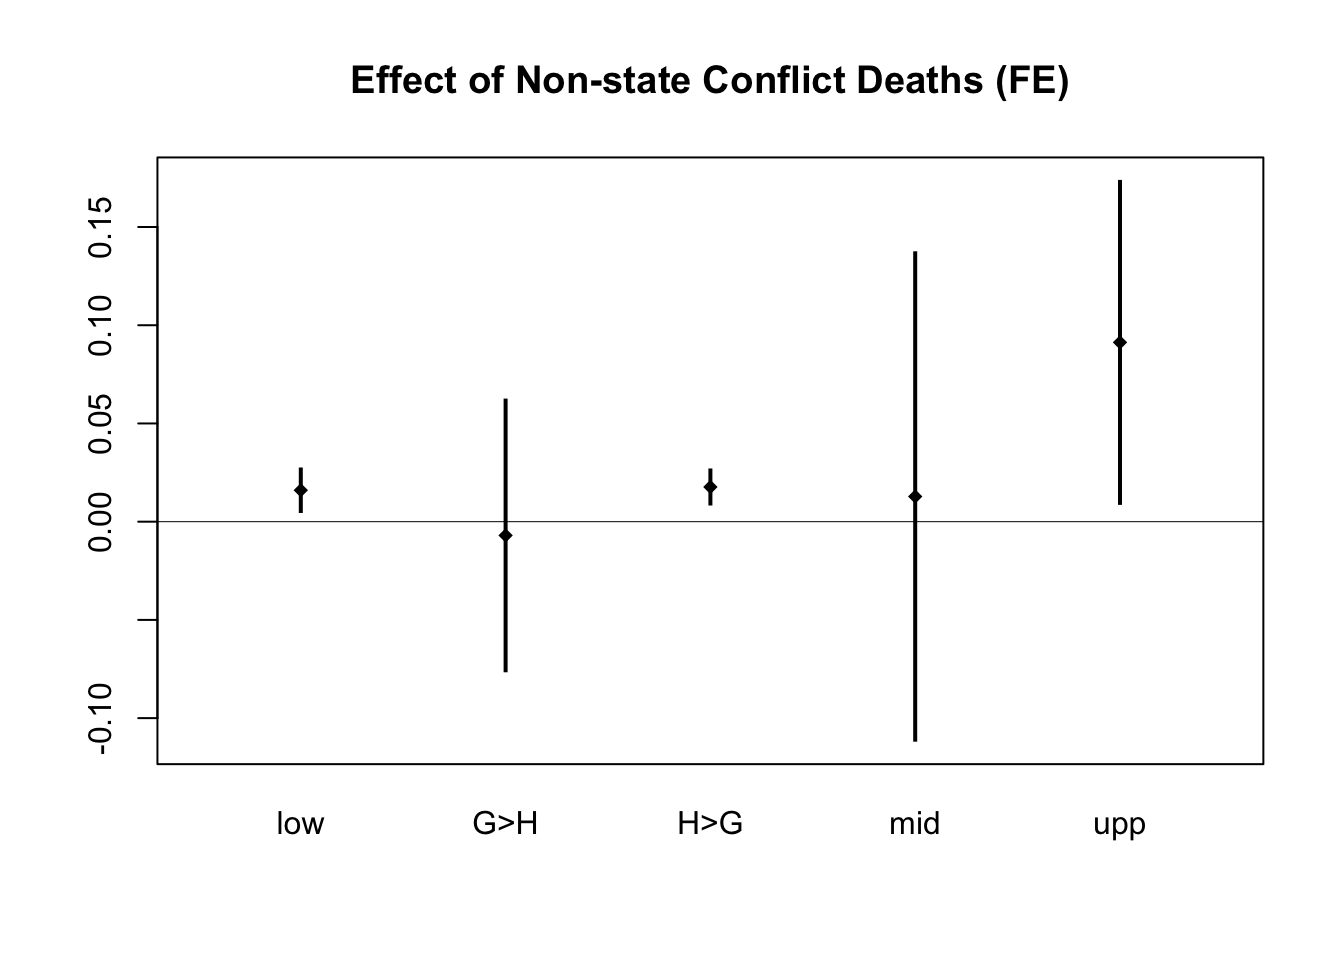 Effect of Non-state Conflict Deaths (FE)
0.15
0.10
0.05
0.00
-0.10
low G>H H>G mid upp